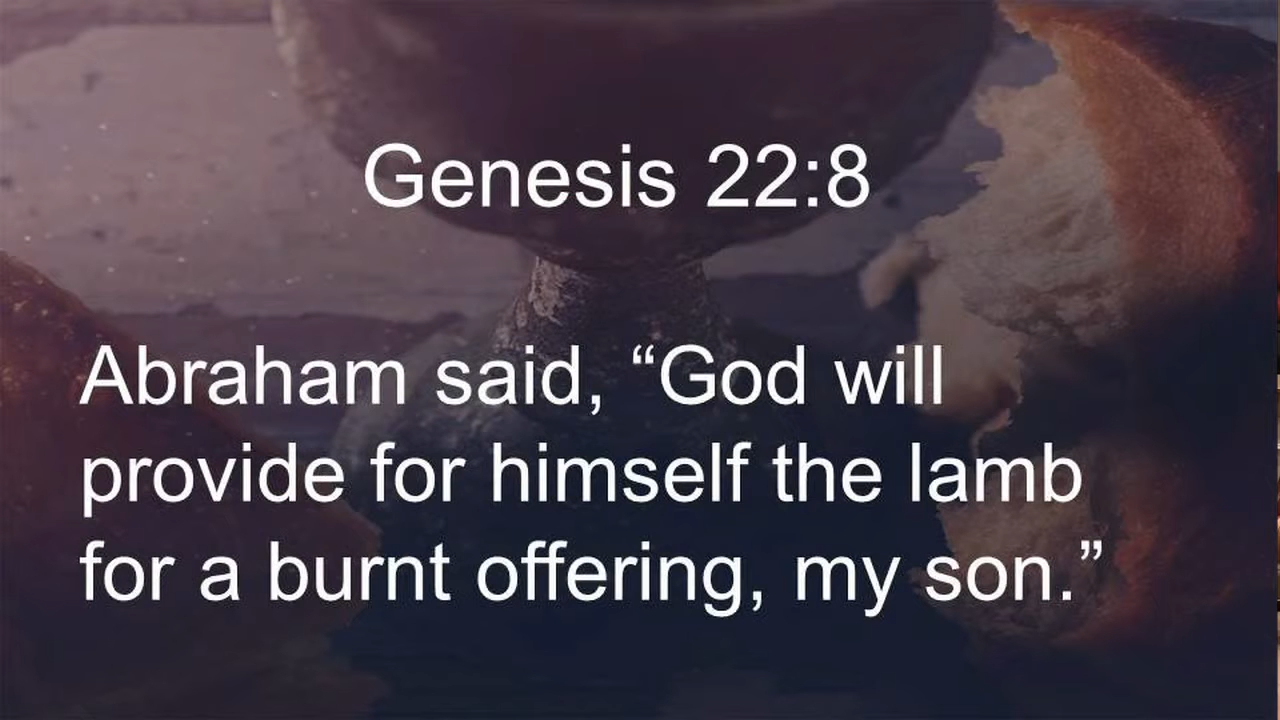 Genesis 22:8
Abraham said, “God will
provide for himself the lamb
for a burnt offering, my son.”